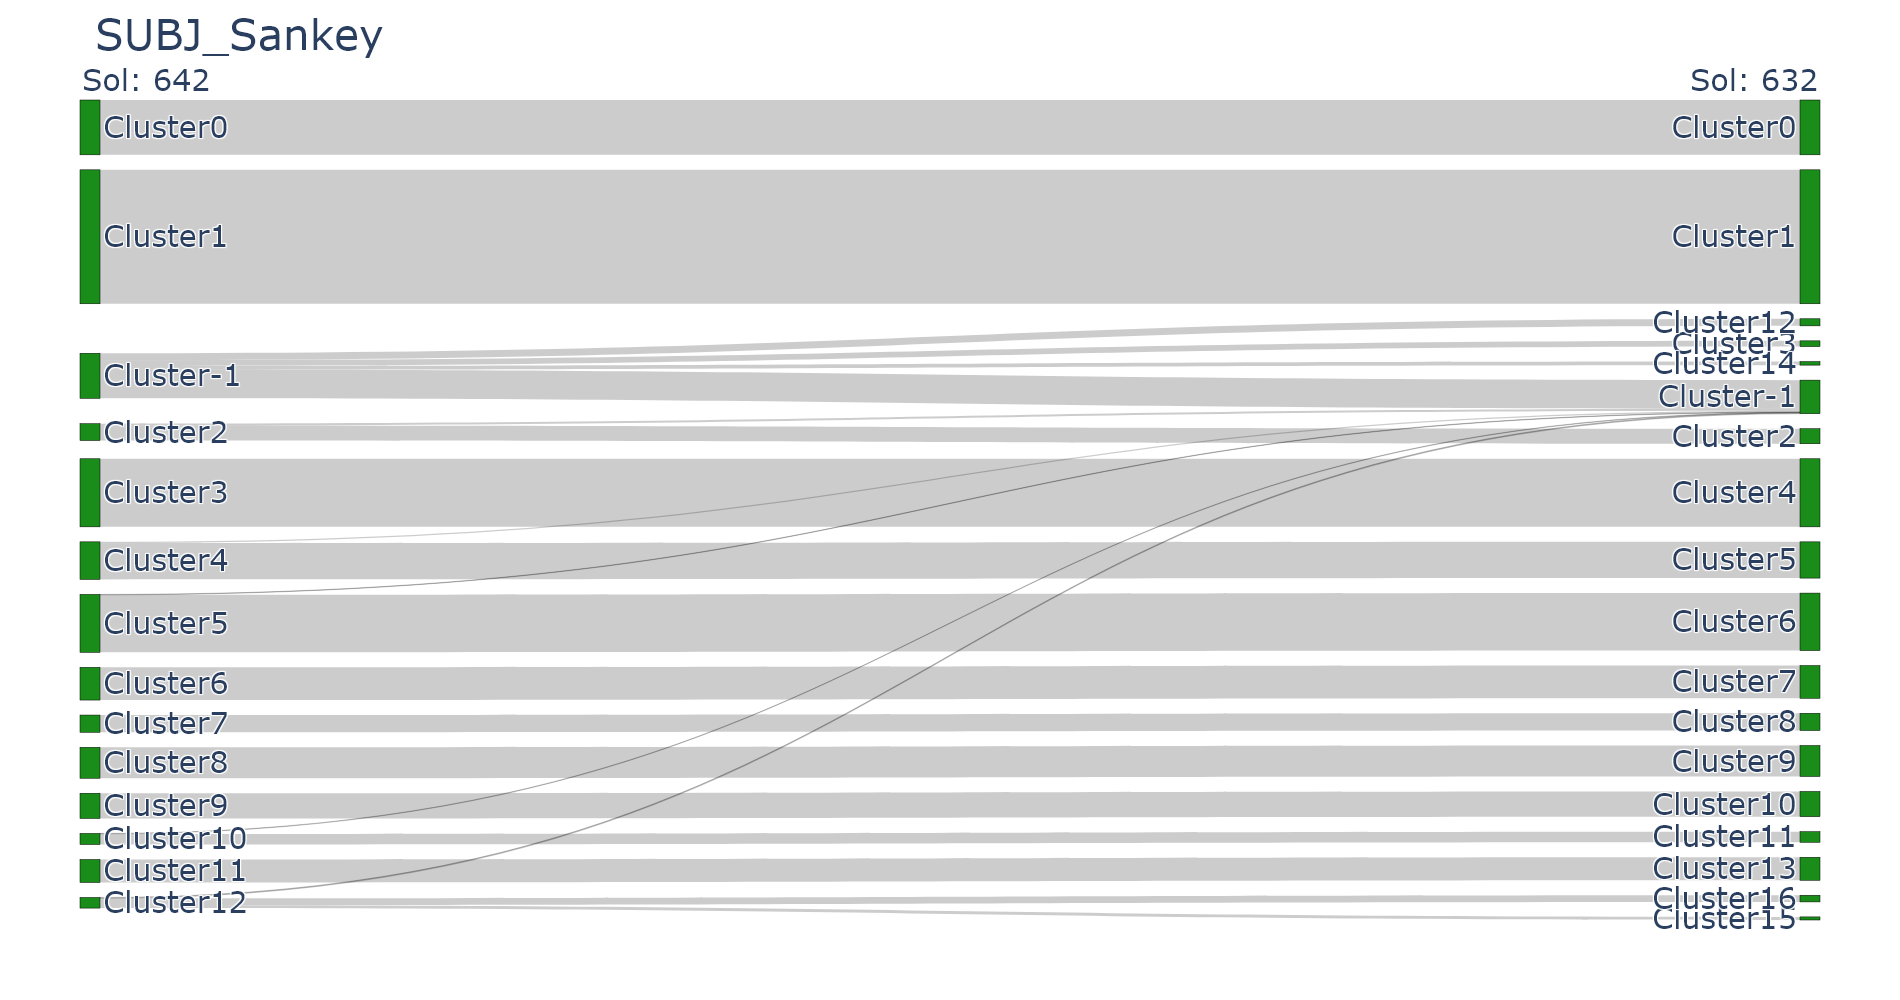 SUBJ_Sankey
Sol: 642
Sol: 632
Cluster0
Cluster0
Cluster1
Cluster1
Cluster12
Cluster3
Cluster14
Cluster-1
Cluster-1
Cluster2
Cluster2
Cluster3
Cluster4
Cluster4
Cluster5
Cluster5
Cluster6
Cluster6
Cluster7
Cluster7
Cluster8
Cluster8
Cluster9
Cluster9
Cluster10
Cluster10
Cluster11
Cluster11
Cluster13
Cluster12
Cluster16
Cluster15